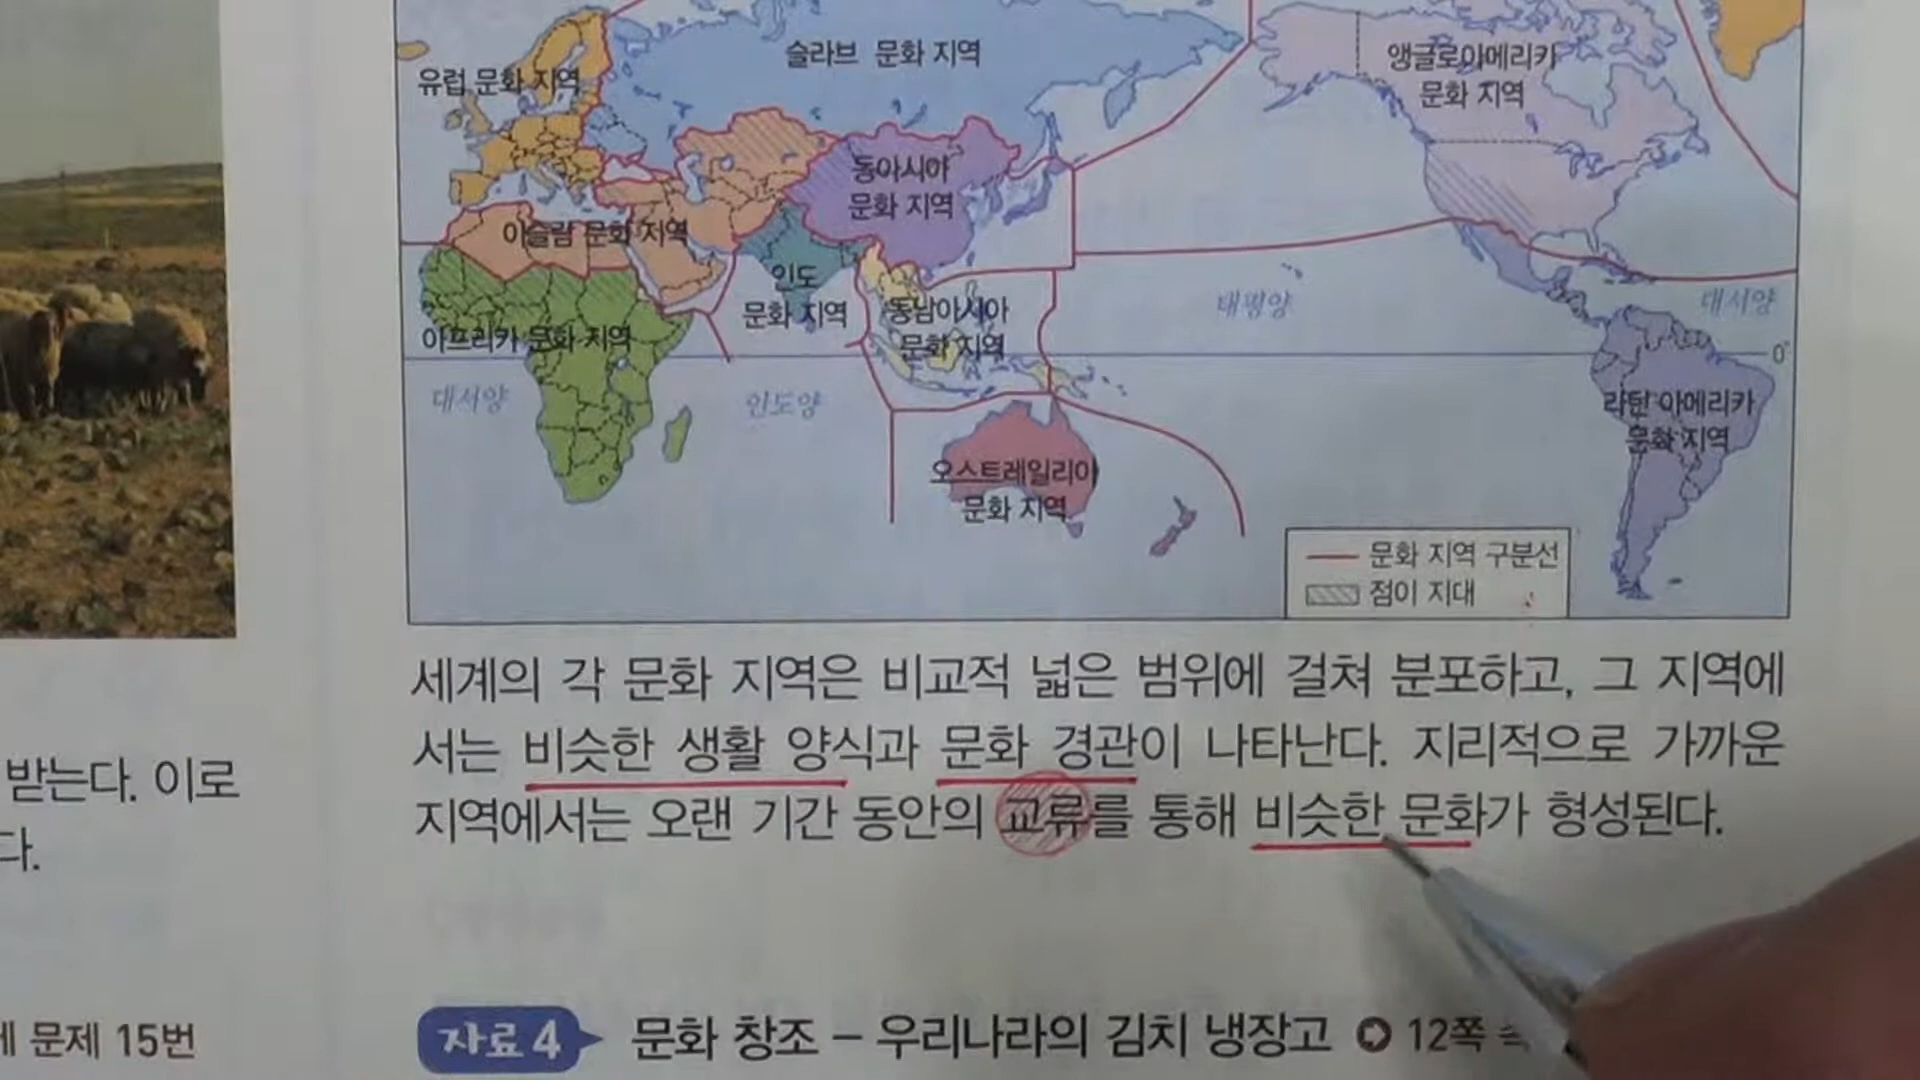 슬라브 문화 지역
앵글로아메리카
문화 지역
유럽 문화 지역
동아시아
문화 지역
이슬람 문화 지역
인도
문화 지역
동남아시아
문화 지역
태평양
대서양
아프리카 문화 지역
0°
대서양
인도양
라틴 아메리카
문화 지역
오스트레일리아
문화 지역
문화 지역 구분선
점이 지대
세계의 각 문화 지역은 비교적 넓은 범위에 걸쳐 분포하고, 그 지역에
서는 비슷한 생활 양식과 문화 경관이 나타난다. 지리적으로 가까운
지역에서는 오랜 기간 동안의 교류를 통해 비슷한 문화가 형성된다.
받는다. 이로
다.
문제 15번
자료 4 문화 창조 – 우리나라의 김치 냉장고 12쪽